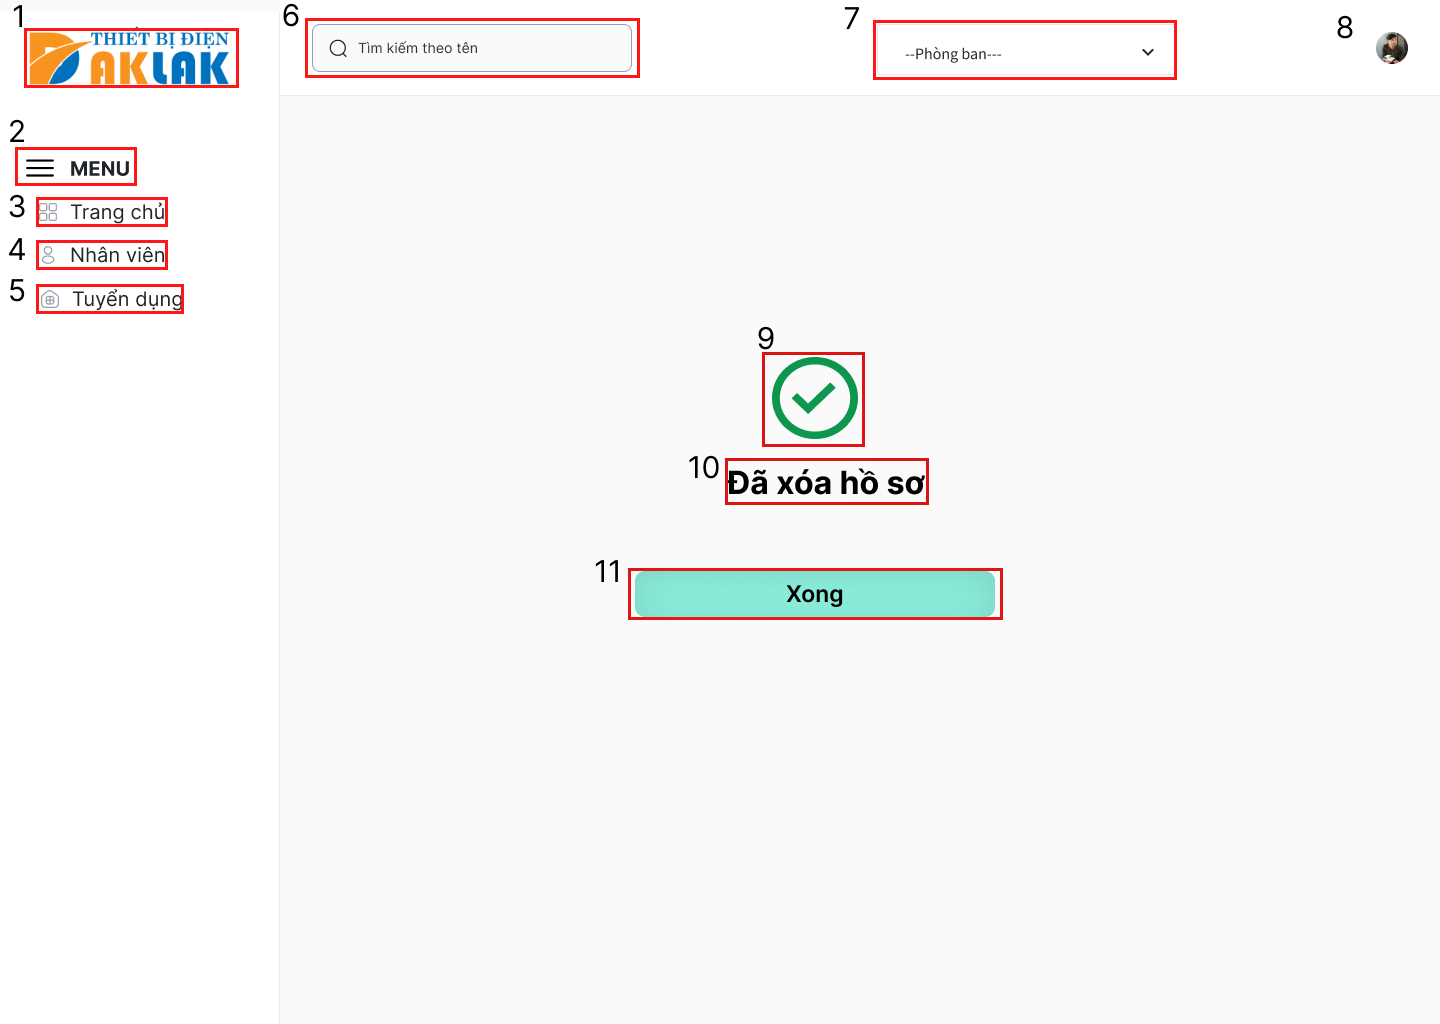 1
THIẾT BỊ ĐIỆN
ĐAKLAK
2
MENU
3
Trang chủ
4
Nhân viên
5
Tuyển dụng
6
Tìm kiếm theo tên
7
--Phòng ban---
8
9
10
Đã xóa hồ sơ
11
Xong